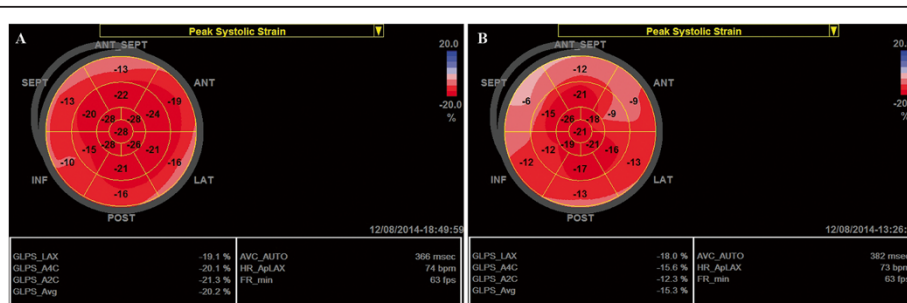 A
Peak Systolic Strain
ANT_SEPT
SEPT
ANT
INF
LAT
POST
-13
-13
-19
-22
-20
-24
-28
-28
-28
-28
-26
-15
-21
-10
-16
-21
-16
20.0
-20.0
%
12/08/2014-18:49:59
GLPS_LAX -19.1 % AVC_AUTO 366 msec
GLPS_A4C -20.1 % HR_ApLAX 74 bpm
GLPS_A2C -21.3 % FR_min 63 fps
GLPS_Avg -20.2 %
B
Peak Systolic Strain
ANT_SEPT
SEPT
ANT
INF
LAT
POST
-12
-6
-9
-21
-15
-9
-26
-18
-21
-19
-21
-12
-16
-12
-13
-17
-13
20.
-20
%
12/08/2014-13:26:
GLPS_LAX -18.0 % AVC_AUTO 382 msec
GLPS_A4C -15.6 % HR_ApLAX 73 bpm
GLPS_A2C -12.3 % FR_min 63 fps
GLPS_Avg -15.3 %